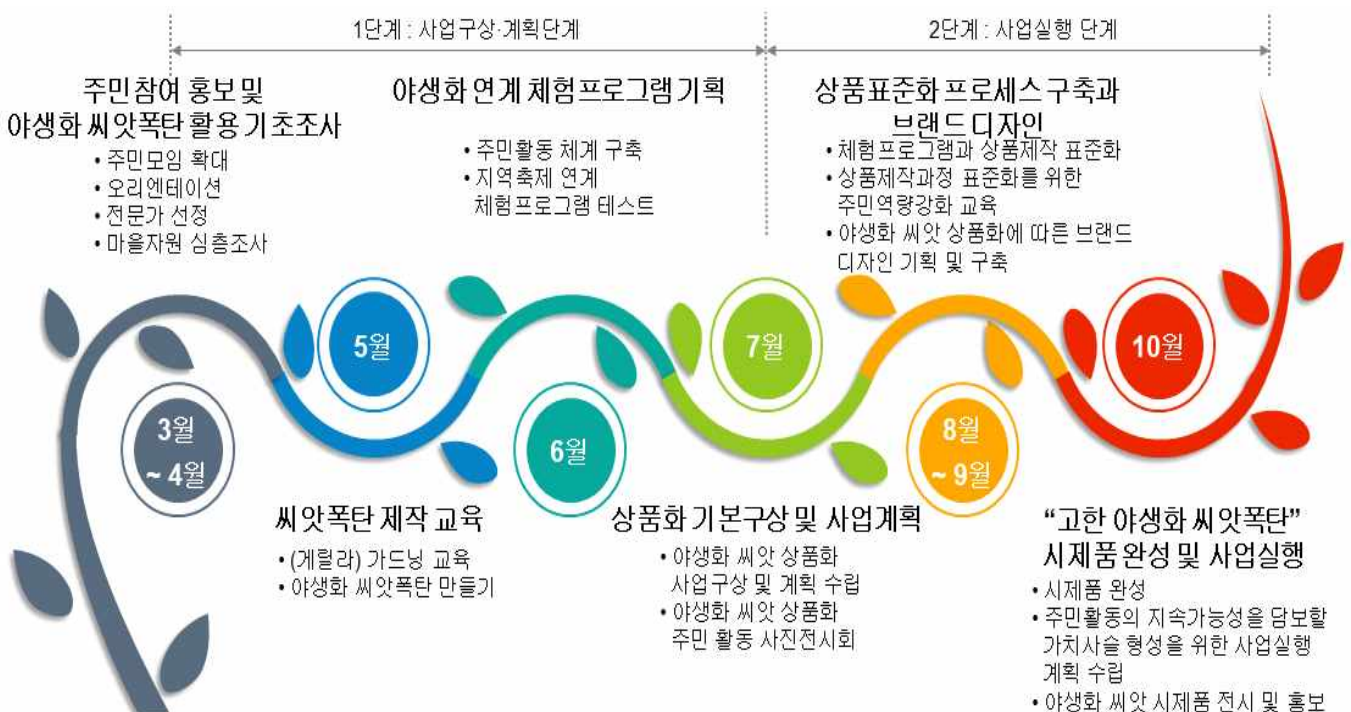 1단계 : 사업구상·계획단계
2단계 : 사업실행 단계
주민참여 홍보 및
야생화 씨앗폭탄 활용 기초조사
• 주민모임 확대
• 오리엔테이션
• 전문가 선정
• 마을자원 심층조사
야생화 연계 체험프로그램 기획
• 주민활동 체계 구축
• 지역축제 연계
체험프로그램 테스트
상품표준화 프로세스 구축과
브랜드 디자인
• 체험프로그램과 상품제작 표준화
• 상품제작과정 표준화를 위한
주민역량강화 교육
• 야생화 씨앗 상품화에 따른 브랜드
디자인 기획 및 구축
3월
~ 4월
5월
6월
7월
8월
~ 9월
10월
씨앗폭탄 제작 교육
• (게릴라) 가드닝 교육
• 야생화 씨앗폭탄 만들기
상품화 기본구상 및 사업계획
• 야생화 씨앗 상품화
사업구상 및 계획 수립
• 야생화 씨앗 상품화
주민 활동 사진전시회
“고한 야생화 씨앗폭탄”
시제품 완성 및 사업실행
• 시제품 완성
• 주민활동의 지속가능성을 담보할
가치사슬 형성을 위한 사업실행
계획 수립
• 야생화 씨앗 시제품 전시 및 홍보